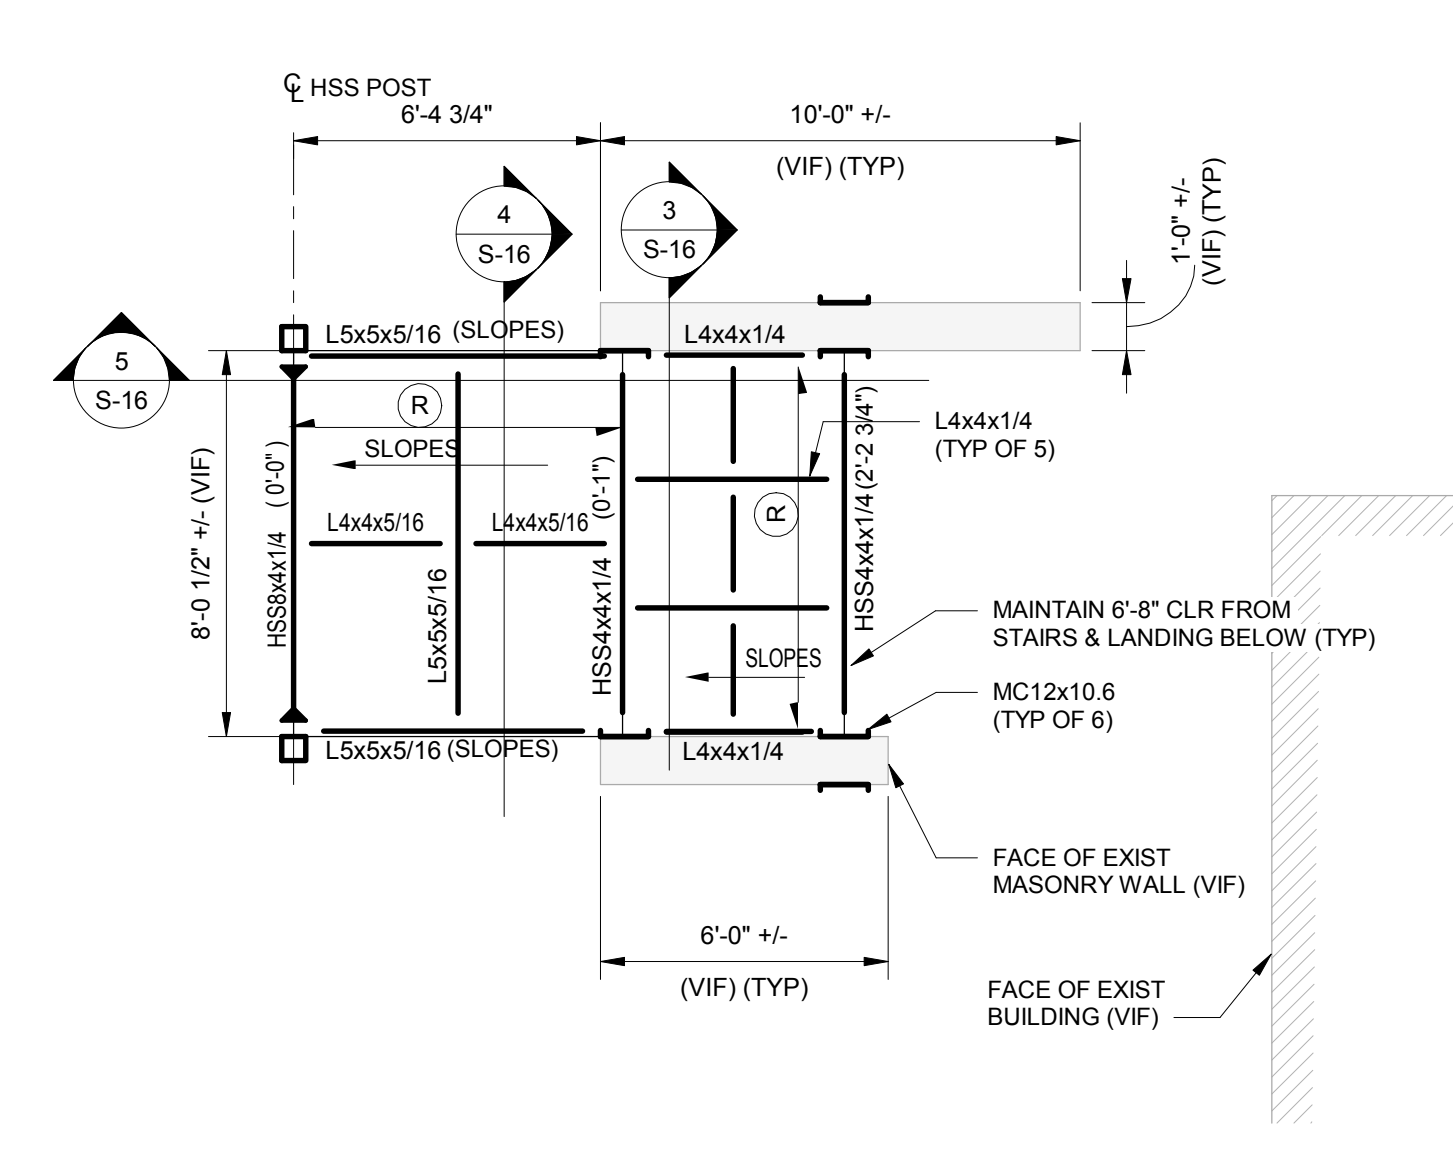 ℄ HSS POST
6'-4 3/4"
10'-0" +/-
(VIF) (TYP)
1'-0" +/-
(VIF) (TYP)
4
S-16
3
S-16
5
S-16
L5x5x5/16 (SLOPES)
L4x4x1/4
R
SLOPES
L4x4x1/4
(TYP OF 5)
8'-0 1/2" +/- (VIF)
HSS8x4x1/4 ( 0'-0" )
L4x4x5/16
L4x4x5/16
L5x5x5/16
HSS4x4x1/4 (0'-1")
R
HSS4x4x1/4 (2'-2 3/4")
SLOPES
MAINTAIN 6'-8" CLR FROM
STAIRS & LANDING BELOW (TYP)
MC12x10.6
(TYP OF 6)
L5x5x5/16 (SLOPES)
L4x4x1/4
FACE OF EXIST
MASONRY WALL (VIF)
6'-0" +/-
(VIF) (TYP)
FACE OF EXIST
BUILDING (VIF)